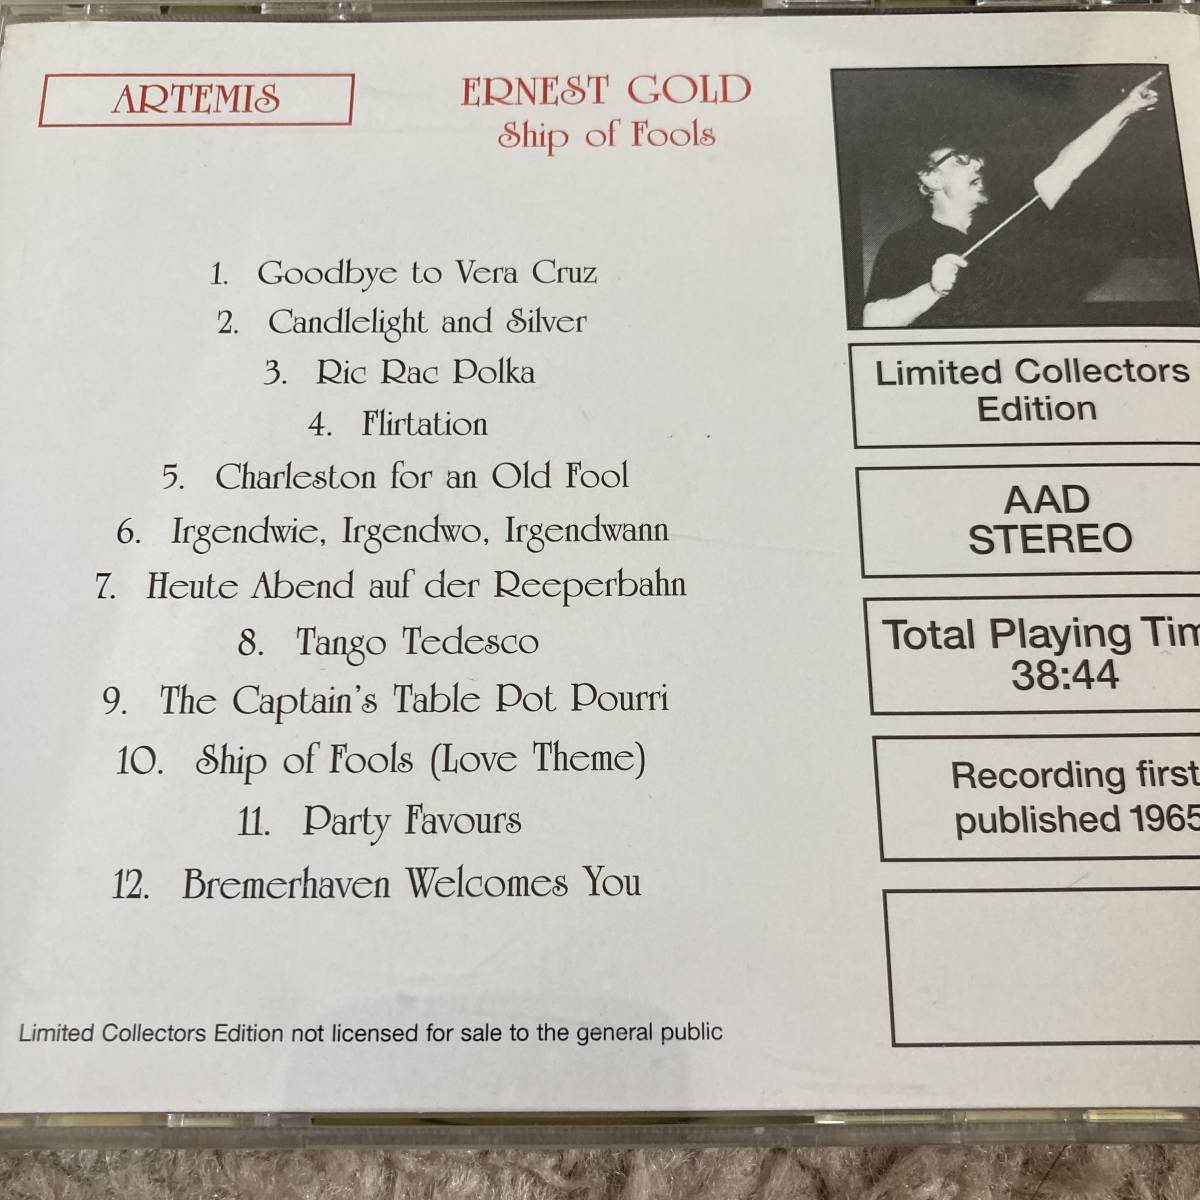 ARTEMIS
ERNEST GOLD
Ship of Fools
1. Goodbye to Vera Cruz
2. Candlelight and Silver
3. Ric Rac Polka
4. Flirtation
5. Charleston for an Old Fool
6. Irgendwie, Irgendwo, Irgendwann
7. Heute Abend auf der Reeperbahn
8. Tango Tedesco
9. The Captain's Table Pot Pourri
10. Ship of Fools (Love Theme)
11. Party Favours
12. Bremerhaven Welcomes You
Limited Collectors Edition not licensed for sale to the general public
Limited Collectors
Edition
AAD
STEREO
Total Playing Tim
38:44
Recording first
published 1965